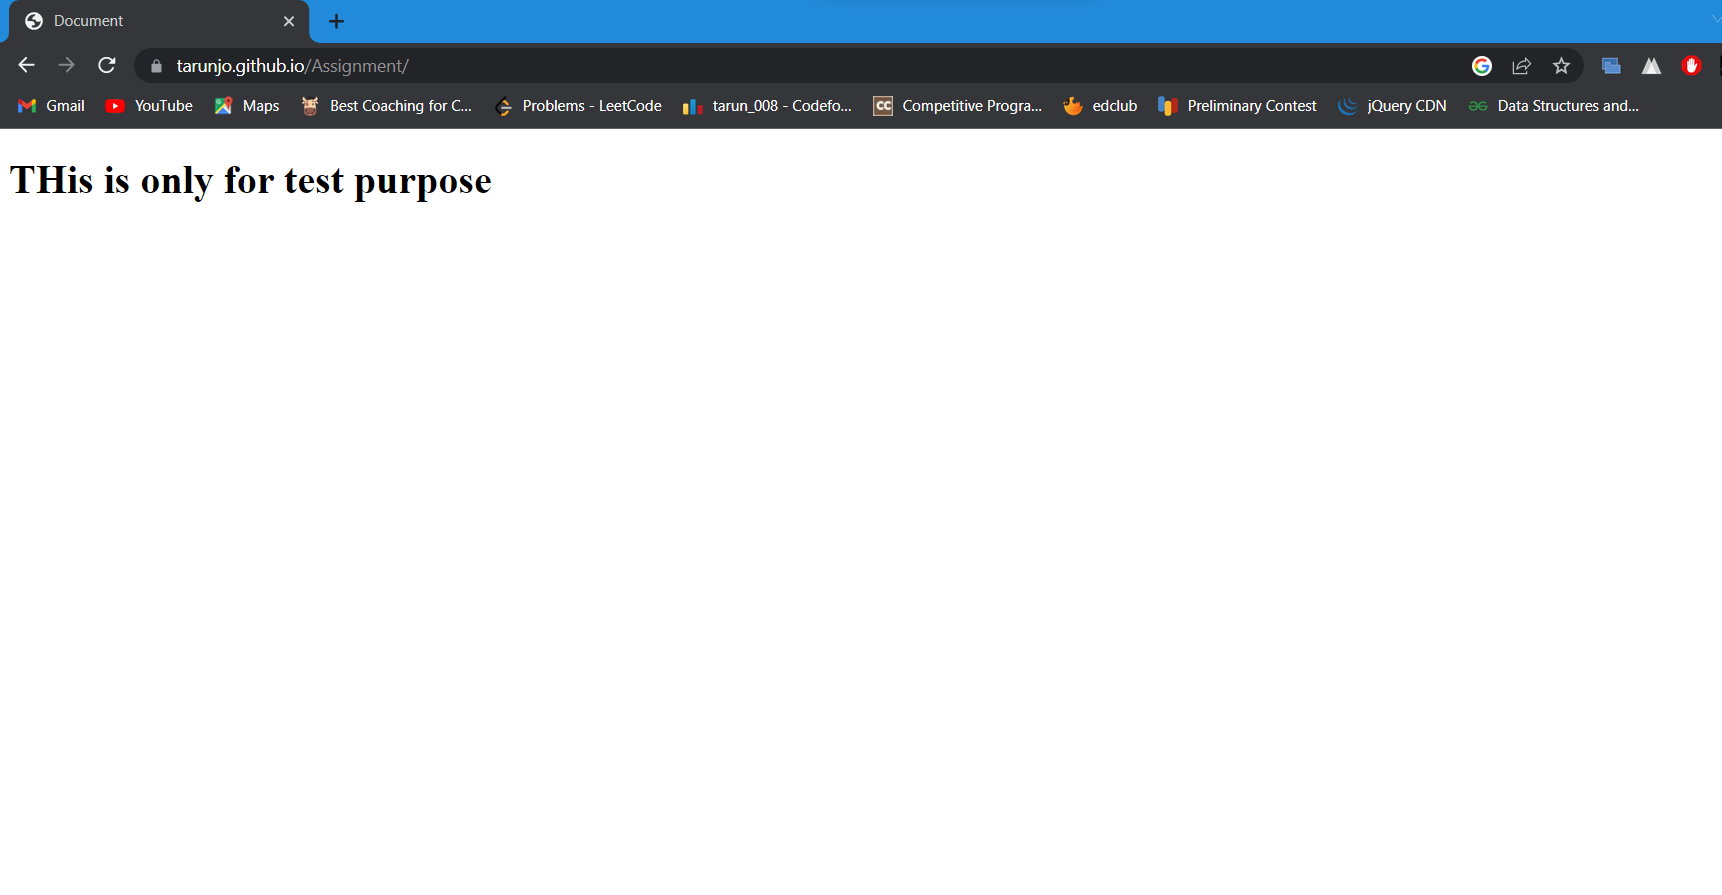 Document
tarunjo.github.io/Assignment/
Gmail YouTube Maps Best Coaching for C... Problems - LeetCode tarun_008 - Codefo... CC Competitive Progra... edclub Preliminary Contest jQuery CDN Data Structures and...
THis is only for test purpose